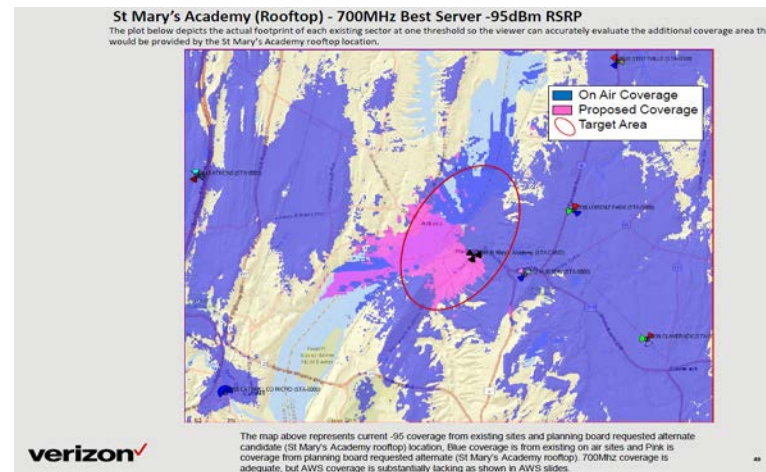 St Mary's Academy (Rooftop) - 700MHz Best Server -95dBm RSRP
The plot below depicts the actual footprint of each existing sector at one threshold so the viewer can accurately evaluate the additional coverage area th
would be provided by the St Mary's Academy rooftop location.
On Air Coverage
Proposed Coverage
Target Area
The map above represents current -95 coverage from existing sites and planning board requested alternate
candidate (St Mary's Academy rooftop) location, Blue coverage is from existing on air sites and Pink is
coverage from planning board requested alternate (St Mary's Academy rooftop). 700Mhz coverage is
adequate, but AWS coverage is substantially lacking as shown in AWS slides.
verizon
49